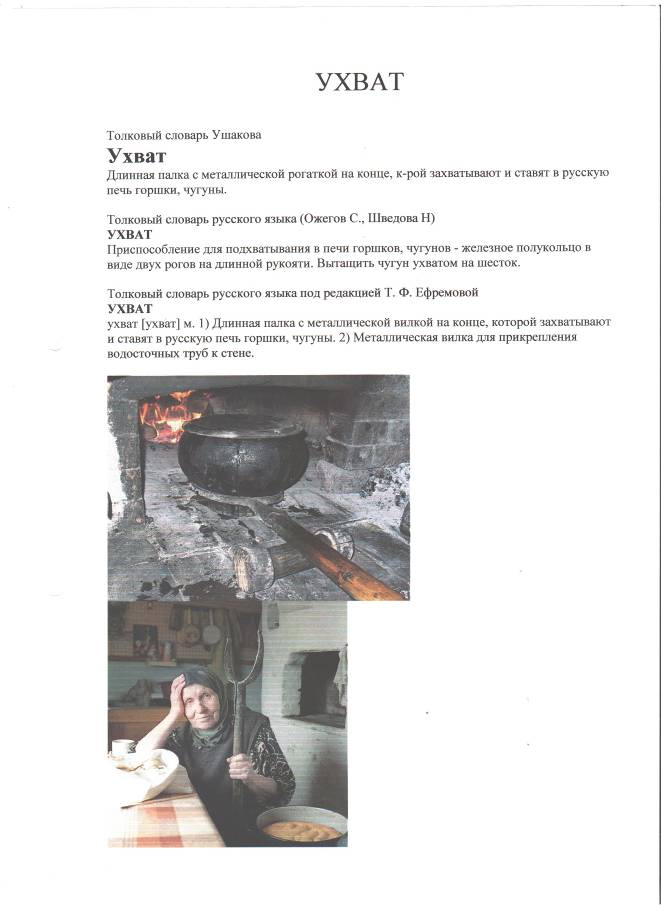 УХВАТ
Толковый словарь Ушакова
Ухват
Длинная палка с металлической рогаткой на конце, к-рой захватывают и ставят в русскую
печь горшки, чугуны.
Толковый словарь русского языка (Ожегов С., Шведова Н)
УХВАТ
Приспособление для подхватывания в печи горшков, чугунов - железное полукольцо в
виде двух рогов на длинной рукояти. Вытащить чугун ухватом на шесток.
Толковый словарь русского языка под редакцией Т. Ф. Ефремовой
УХВАТ
ухват [ухват] м. 1) Длинная палка с металлической вилкой на конце, которой захватывают
и ставят в русскую печь горшки, чугуны. 2) Металлическая вилка для прикрепления
водосточных труб к стене.